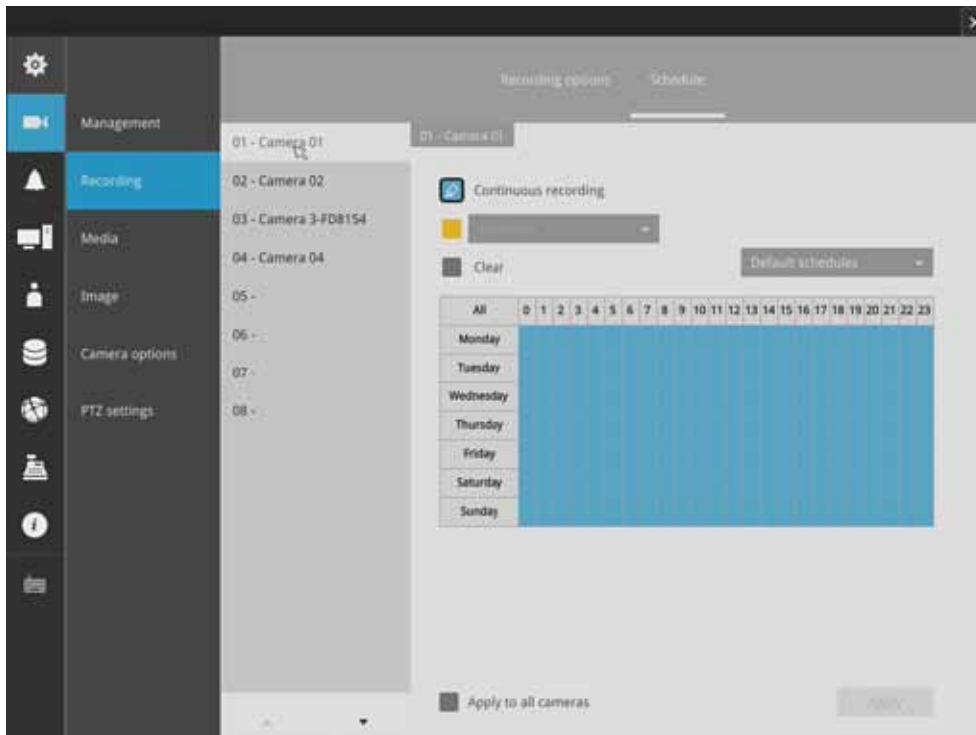 Recording options
Schedule
Management
Recording
Media
Image
Camera options
PTZ settings
01 - Camera 01
02 - Camera 02
03 - Camera 3-FD8154
04 - Camera 04
05 -
06 -
07 -
08 -
01 - Camera 01
Continuous recording
Clear
Default schedules
All 0 1 2 3 4 5 6 7 8 9 10 11 12 13 14 15 16 17 18 19 20 21 22 23
Monday
Tuesday
Wednesday
Thursday
Friday
Saturday
Sunday
Apply to all cameras
Apply